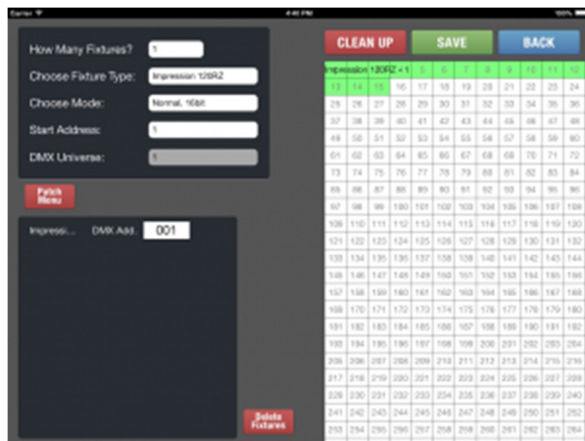 Carrier 4:40 PM 100%
How Many Fixtures? 1
Choose Fixture Type: Impression 120RZ
Choose Mode: Normal, 16bit
Start Address: 1
DMX Universe: 1
Patch
Menu
Impressi... DMX Add. 001
Delete
Fixtures
CLEAN UP SAVE BACK
Impression 120RZ - 1 5 6 7 8 9 10 11 12
13 14 15 16 17 18 19 20 21 22 23 24
25 26 27 28 29 30 31 32 33 34 35 36
37 38 39 40 41 42 43 44 45 46 47 48
49 50 51 52 53 54 55 56 57 58 59 60
61 62 63 64 65 66 67 68 69 70 71 72
73 74 75 76 77 78 79 80 81 82 83 84
85 86 87 88 89 90 91 92 93 94 95 96
97 98 99 100 101 102 103 104 105 106 107 108
109 110 111 112 113 114 115 116 117 118 119 120
121 122 123 124 125 126 127 128 129 130 131 132
133 134 135 136 137 138 139 140 141 142 143 144
145 146 147 148 149 150 151 152 153 154 155 156
157 158 159 160 161 162 163 164 165 166 167 168
169 170 171 172 173 174 175 176 177 178 179 180
181 182 183 184 185 186 187 188 189 190 191 192
193 194 195 196 197 198 199 200 201 202 203 204
205 206 207 208 209 210 211 212 213 214 215 216
217 218 219 220 221 222 223 224 225 226 227 228
229 230 231 232 233 234 235 236 237 238 239 240
241 242 243 244 245 246 247 248 249 250 251 252
253 254 255 256 257 258 259 260 261 262 263 264